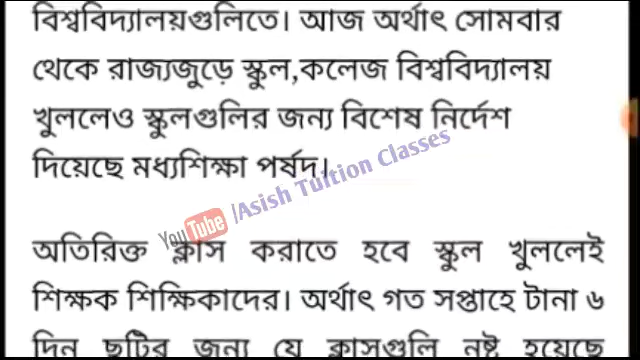 বিশ্ববিদ্যালয়গুলিতে। আজ অর্থাৎ সোমবার
থেকে রাজ্যজুড়ে স্কুল,কলেজ বিশ্ববিদ্যালয়
খুললেও স্কুলগুলির জন্য বিশেষ নির্দেশ
দিয়েছে মধ্যশিক্ষা পর্ষদ।
YouTube /Asish Tuition Classes
অতিরিক্ত ক্লাস করাতে হবে স্কুল খুললেই
শিক্ষক শিক্ষিকাদের। অর্থাৎ গত সপ্তাহে টানা ৬
দিন ছুটির জন্য যে ক্লাসগুলি নষ্ট হয়েছে